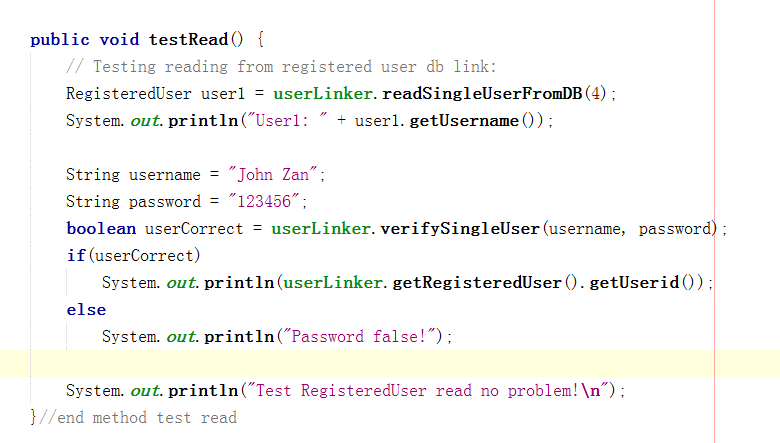 public void testRead() {
    // Testing reading from registered user db link:
    RegisteredUser user1 = userLinker.readSingleUserFromDB(4);
    System.out.println("User1: " + user1.getUsername());
    String username = "John Zan";
    String password = "123456";
    boolean userCorrect = userLinker.verifySingleUser(username, password);
    if(userCorrect)
        System.out.println(userLinker.getRegisteredUser().getUserid());
    else
        System.out.println("Password false!");
    System.out.println("Test RegisteredUser read no problem!\n");
}//end method test read